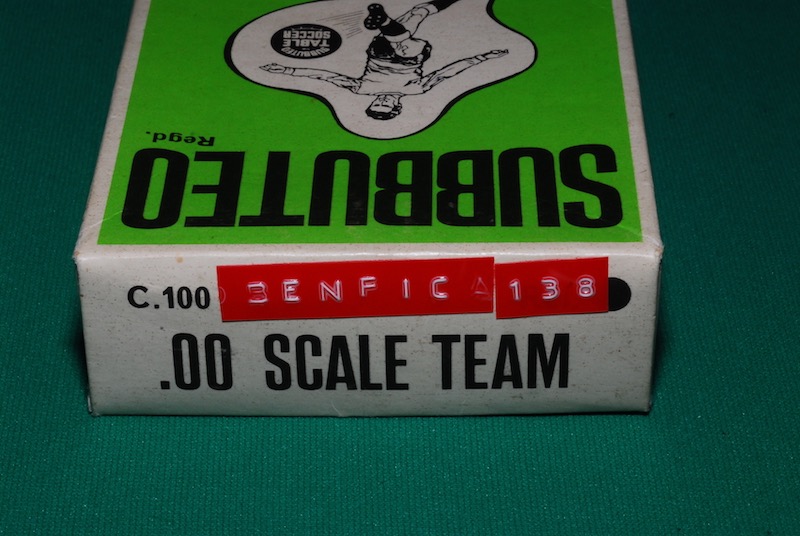 SUBBUTEO
TABLE
SOCCER
Regd.
SUBBUTEO
C.100 BENFICA 138
.00 SCALE TEAM